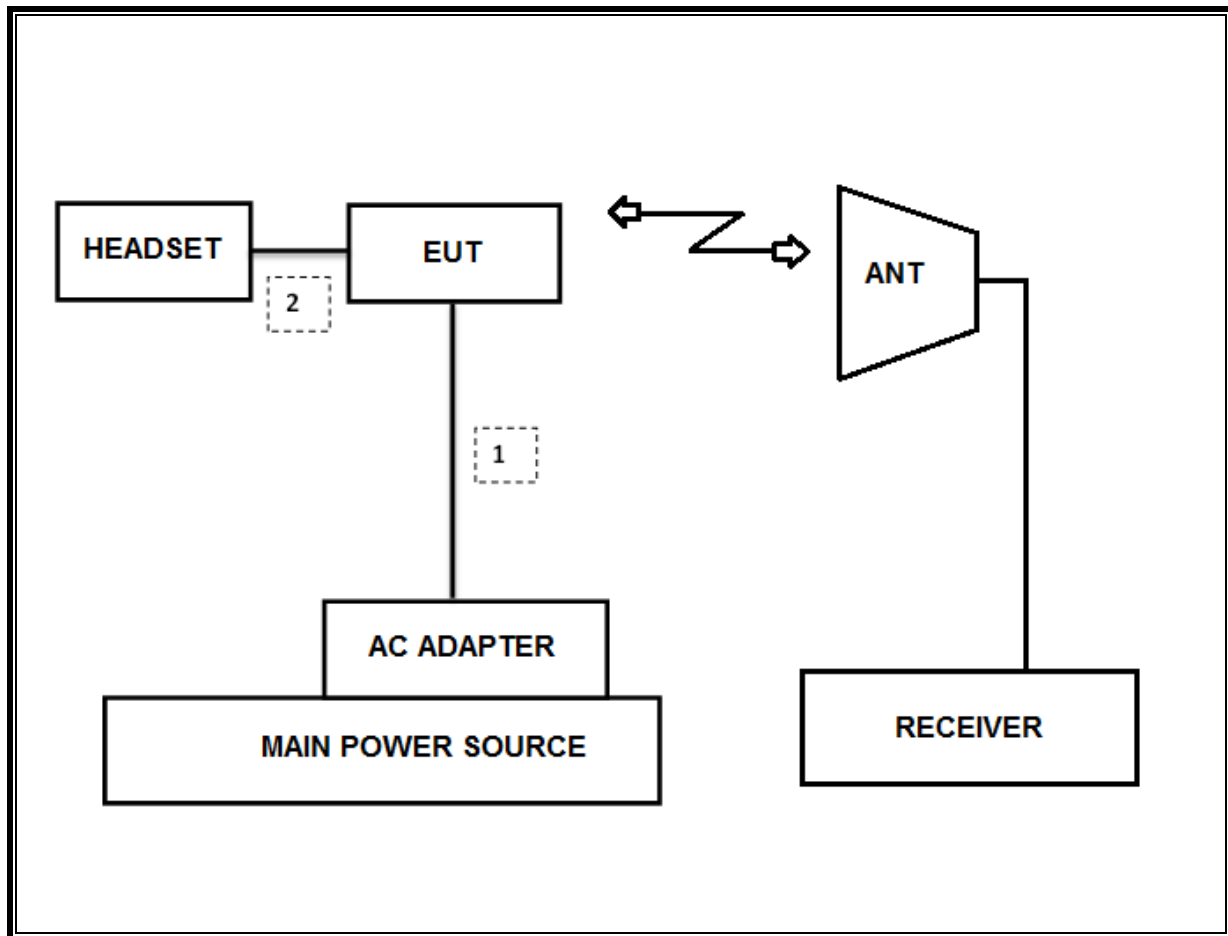 HEADSET
EUT
2
ANT
1
AC ADAPTER
MAIN POWER SOURCE
RECEIVER